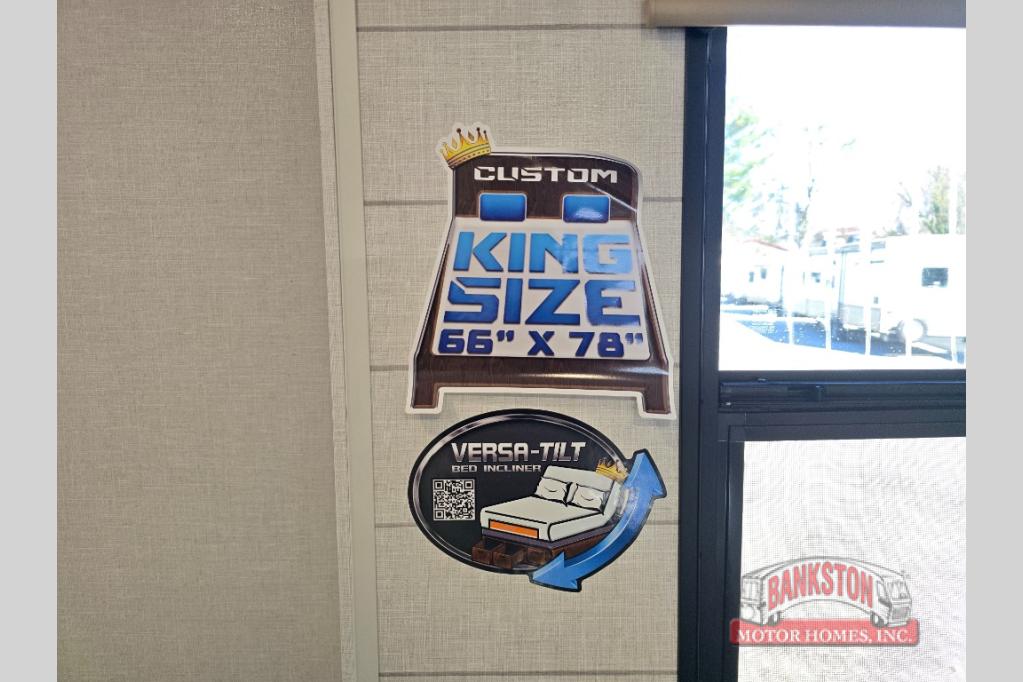 CUSTOM
KING
SIZE
66" X 78"
VERSA-TILT
BED INCLINER
BANKSTON
MOTOR HOMES, INC.